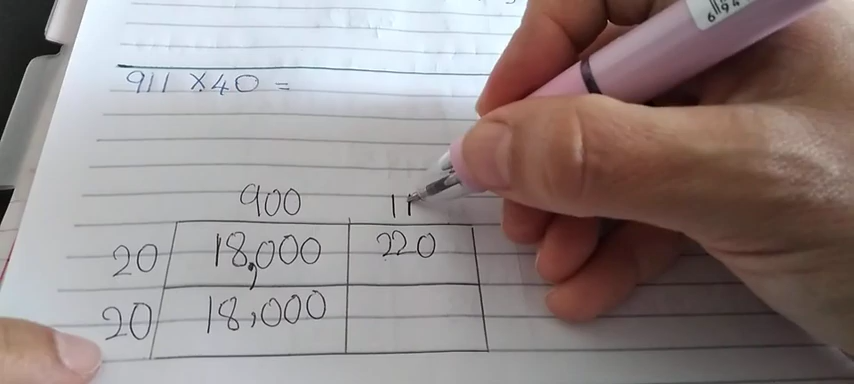 911 × 40 =
900 11
20 18,000 220
20 18,000